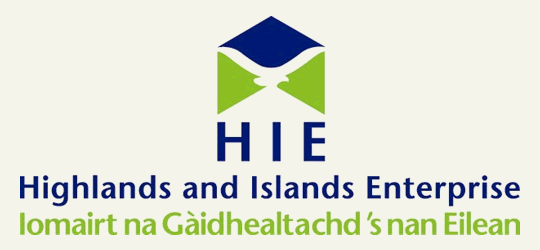 HIE
Highlands and Islands Enterprise
Iomairt na Gàidhealtachd 's nan Eilean